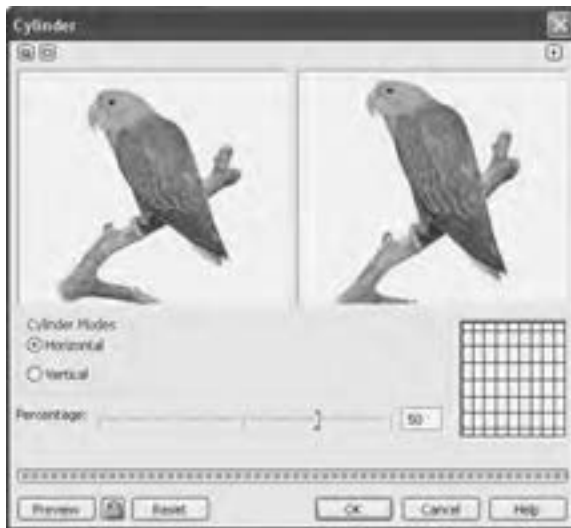 Cylinder
Cylinder Modes
Horizontal
Vertical
Percentage:
50
Preview
Reset
OK
Cancel
Help